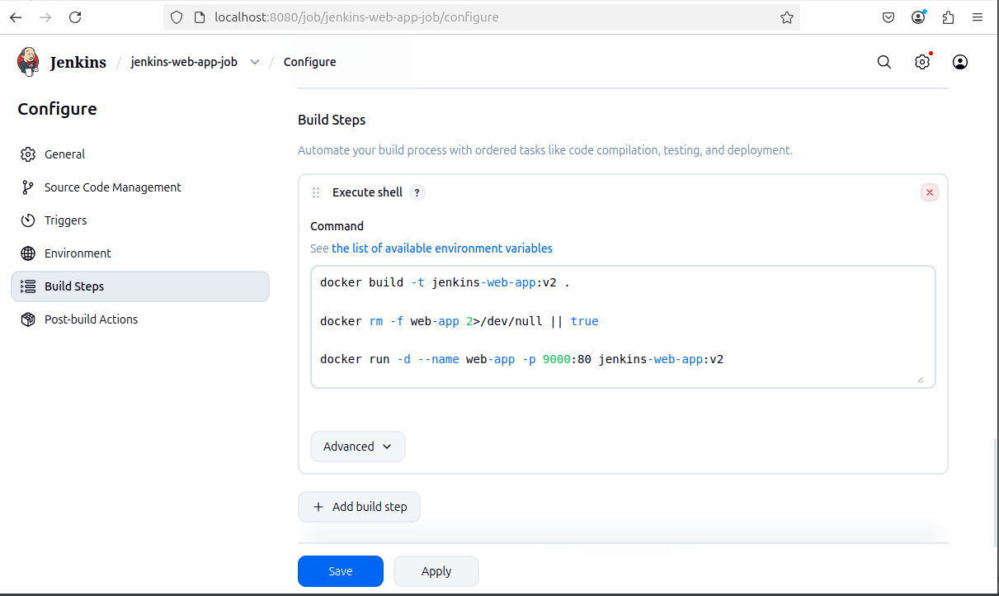 localhost:8080/job/jenkins-web-app-job/configure
Jenkins / jenkins-web-app-job / Configure
Configure
General
Source Code Management
Triggers
Environment
Build Steps
Post-build Actions
Build Steps
Automate your build process with ordered tasks like code compilation, testing, and deployment.
Execute shell ?
Command
See the list of available environment variables
docker build -t jenkins-web-app:v2 .
docker rm -f web-app 2>/dev/null || true
docker run -d --name web-app -p 9000:80 jenkins-web-app:v2
Advanced
+ Add build step
Save
Apply